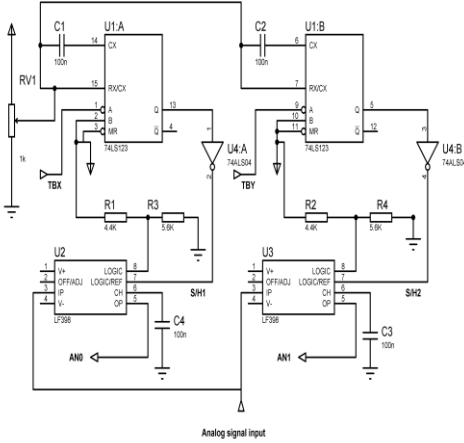 C1
100n
U1:A
14
CX
15
RX/CX
1
A
2
B
3
MR
Q
13
Q
4
74LS123
RV1
1k
TBX
1
U4:A
74ALS04
2
R1
4.4K
R3
5.6K
U2
1
V+
2
OFF/ADJ
3
IP
4
V-
LOGIC
8
LOGIC/REF
7
CH
6
OP
5
LF398
S/H1
C4
100n
AN0
C2
100n
U1:B
6
CX
7
RX/CX
9
A
10
B
11
MR
Q
5
Q
12
74LS123
TBY
3
U4:B
74ALS04
4
R2
4.4K
R4
5.6K
U3
1
V+
2
OFF/ADJ
3
IP
4
V-
LOGIC
8
LOGIC/REF
7
CH
6
OP
5
LF398
S/H2
C3
100n
AN1
Analog signal input